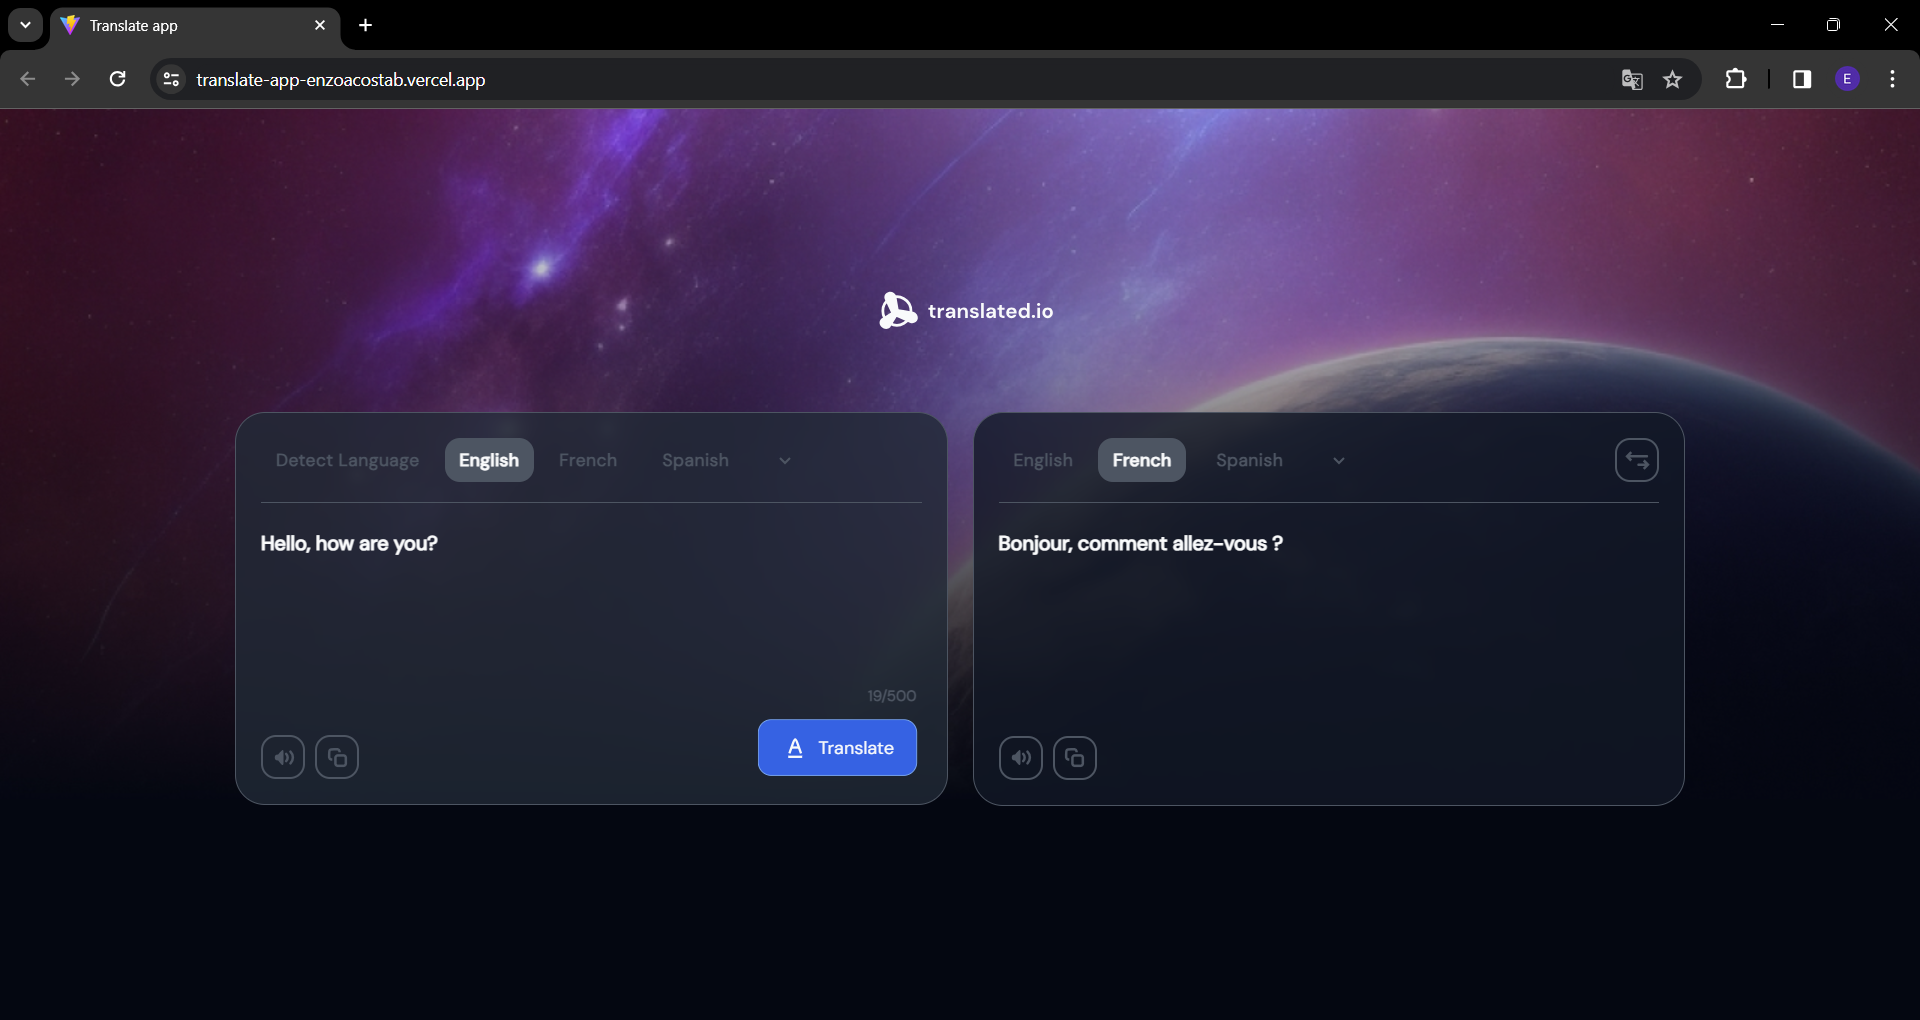 Translate app
translate-app-enzoacostab.vercel.app
E
translated.io
Detect Language English French Spanish
Hello, how are you?
19/500
Translate
English French Spanish
Bonjour, comment allez-vous ?